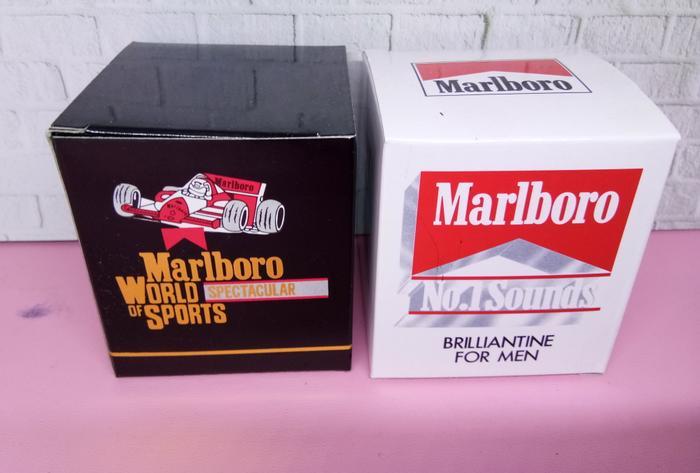 Marlboro
Marlboro
WORLD SPECTACULAR
OF SPORTS
Marlboro
Marlboro
No.1 Sounds
BRILLIANTINE
FOR MEN